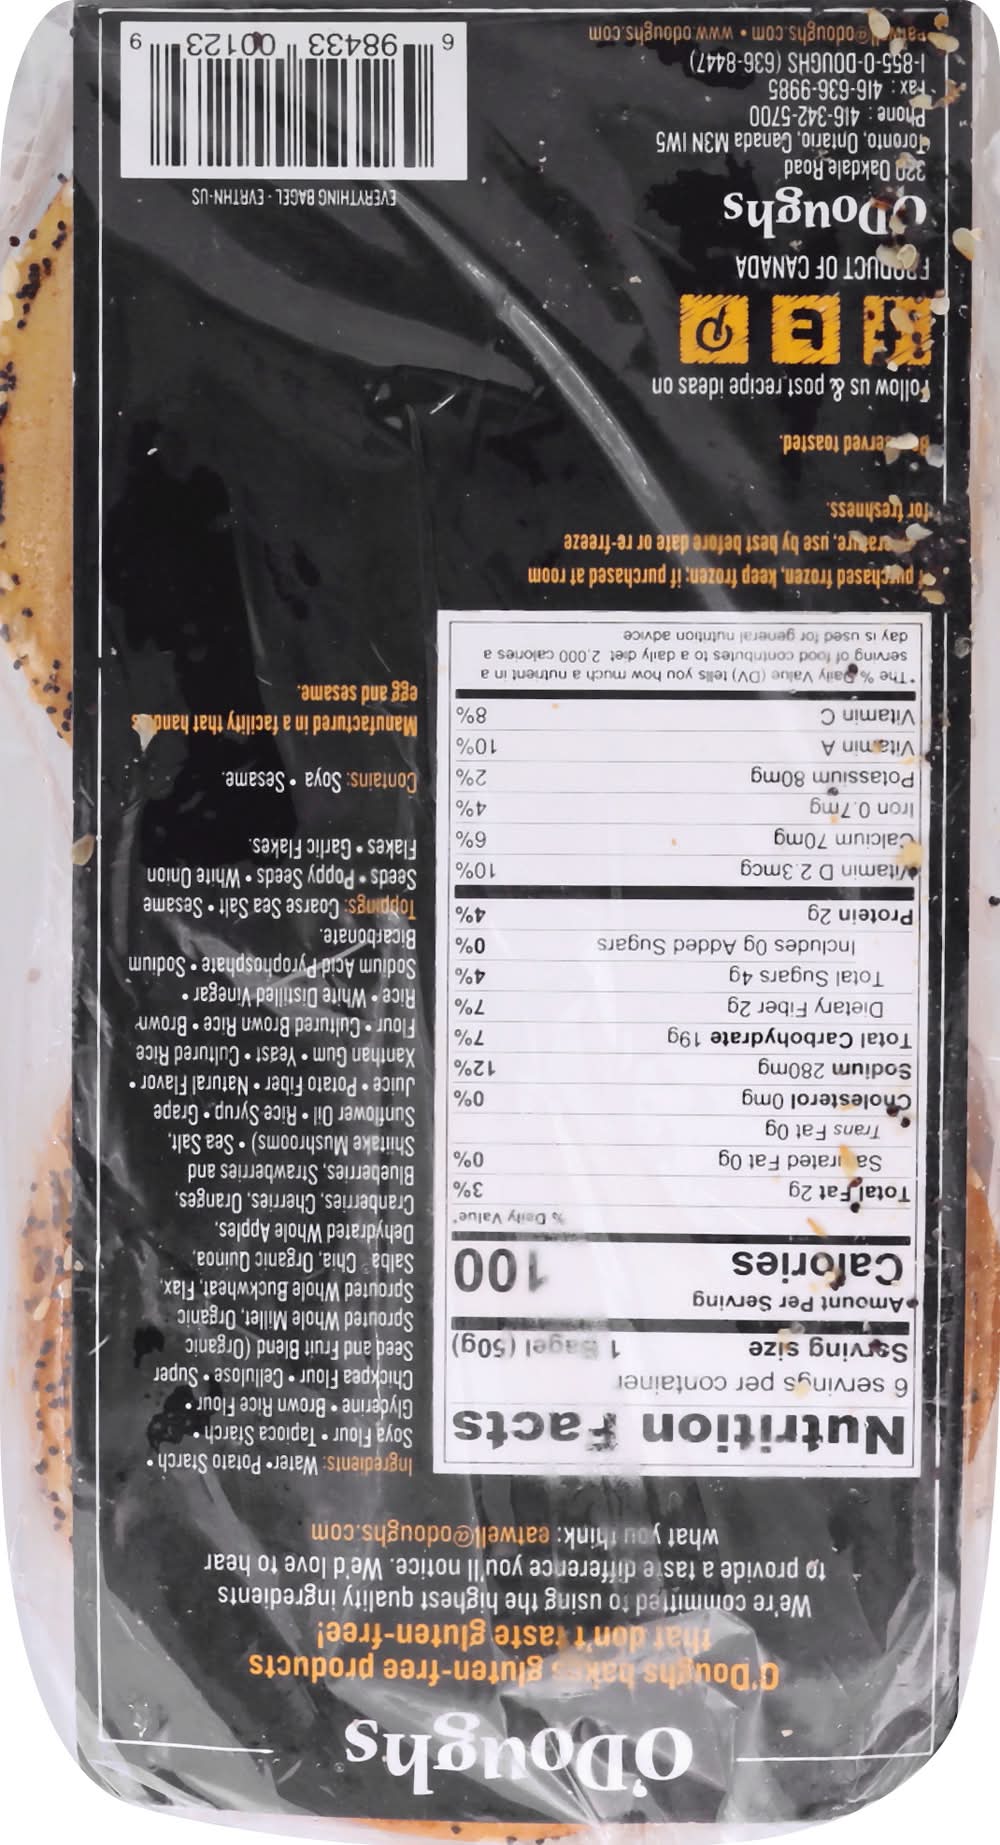 O'Doughs
O'Doughs bakes gluten-free products
that don't taste gluten-free!
We're committed to using the highest quality ingredients
to provide a taste difference you'll notice. We'd love to hear
what you think: eatwell@odoughs.com
Nutrition Facts
6 servings per container
Serving size 1 Bagel (50g)
Amount Per Serving
Calories 100
% Daily Value*
Total Fat 2g 3%
Saturated Fat 0g 0%
Trans Fat 0g
Cholesterol 0mg 0%
Sodium 280mg 12%
Total Carbohydrate 19g 7%
Dietary Fiber 2g 7%
Total Sugars 4g 4%
Includes 0g Added Sugars 0%
Protein 2g 4%
Vitamin D 2.3mcg 10%
Calcium 70mg 6%
Iron 0.7mg 4%
Potassium 80mg 2%
Vitamin A 10%
Vitamin C 8%
*The % Daily Value (DV) tells you how much a nutrient in a
serving of food contributes to a daily diet. 2,000 calories a
day is used for general nutrition advice
Ingredients: Water• Potato Starch •
Soya Flour • Tapioca Starch •
Glycerine • Brown Rice Flour •
Chickpea Flour • Cellulose • Super
Seed and Fruit Blend (Organic
Sprouted Whole Millet, Organic
Sprouted Whole Buckwheat, Flax,
Salba® Chia, Organic Quinoa,
Dehydrated Whole Apples,
Cranberries, Cherries, Oranges,
Blueberries, Strawberries and
Shiitake Mushrooms) • Sea Salt,
Sunflower Oil • Rice Syrup • Grape
Juice • Potato Fiber • Natural Flavor •
Xanthan Gum • Yeast • Cultured Rice
Flour • Cultured Brown Rice • Brown
Rice • White Distilled Vinegar •
Sodium Acid Pyrophosphate • Sodium
Bicarbonate.
Toppings: Coarse Sea Salt • Sesame
Seeds • Poppy Seeds • White Onion
Flakes • Garlic Flakes.
Contains: Soya • Sesame.
Manufactured in a facility that handles
egg and sesame.
If purchased frozen, keep frozen; if purchased at room
temperature, use by best before date or re-freeze
for freshness.
Best served toasted.
Follow us & post recipe ideas on
PRODUCT OF CANADA
O'Doughs
320 Oakdale Road
Toronto, Ontario, Canada M3N 1W5
Phone : 416-342-5700
Fax : 416-636-9985
1-855-O-DOUGHS (636-8447)
eatwell@odoughs.com • www.odoughs.com
EVERYTHING BAGEL - EVRTHN-US
6 98433 00123 9